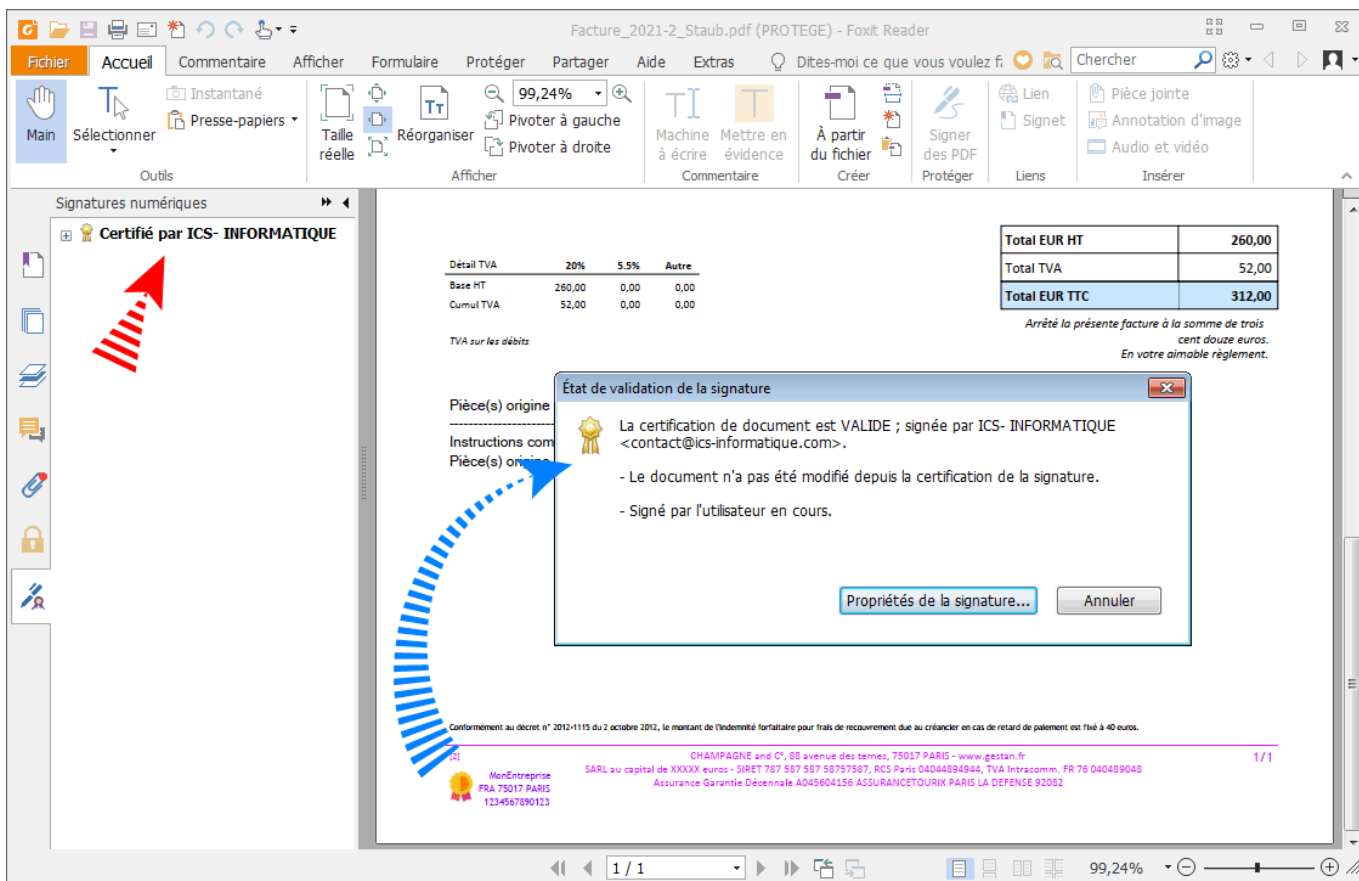 Facture_2021-2_Staub.pdf (PROTEGE) - Foxit Reader
Fichier Accueil Commentaire Afficher Formulaire Protéger Partager Aide Extras Dites-moi ce que vous voulez fa Chercher
Main
Sélectionner
Instantané
Presse-papiers
Outils
Taille réelle
Réorganiser
99,24%
Pivoter à gauche
Pivoter à droite
Afficher
Machine à écrire
Mettre en évidence
Commentaire
À partir du fichier
Créer
Signer des PDF
Protéger
Lien
Signet
Liens
Pièce jointe
Annotation d'image
Audio et vidéo
Insérer
Signatures numériques
Certifié par ICS- INFORMATIQUE
Détail TVA 20% 5.5% Autre
Base HT 260,00 0,00 0,00
Cumul TVA 52,00 0,00 0,00
TVA sur les débits
Total EUR HT 260,00
Total TVA 52,00
Total EUR TTC 312,00
Arrêté la présente facture à la somme de trois
cent douze euros.
En votre aimable règlement.
Pièce(s) origine
Instructions com
Pièce(s) origine
État de validation de la signature
La certification de document est VALIDE ; signée par ICS- INFORMATIQUE
<contact@ics-informatique.com>.
- Le document n'a pas été modifié depuis la certification de la signature.
- Signé par l'utilisateur en cours.
Propriétés de la signature... Annuler
Conformément au décret n° 2012-1115 du 2 octobre 2012, le montant de l'indemnité forfaitaire pour frais de recouvrement due au créancier en cas de retard de paiement est fixé à 40 euros.
[2]
CHAMPAGNE and C°, 88 avenue des ternes, 75017 PARIS - www.gestan.fr
SARL au capital de XXXXX euros - SIRET 787 587 587 58757587, RCS Paris 04044894944, TVA Intracomm. FR 76 040489048
Assurance Garantie Décennale A045604156 ASSURANCETOURIX PARIS LA DEFENSE 92082
1/1
MonEntreprise
FRA 75017 PARIS
1234567890123
1 / 1
99,24%